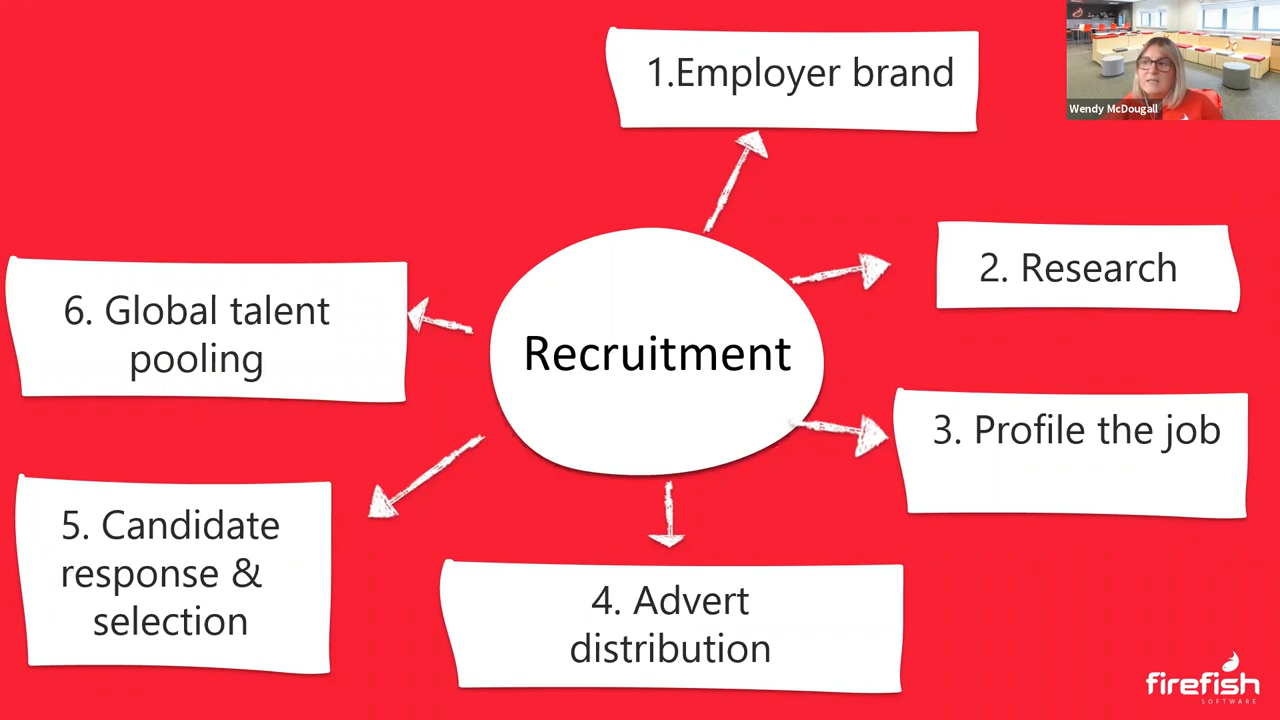 1.Employer brand
Wendy McDougall
2. Research
6. Global talent
pooling
Recruitment
3. Profile the job
5. Candidate
response &
selection
4. Advert
distribution
firefish
SOFTWARE